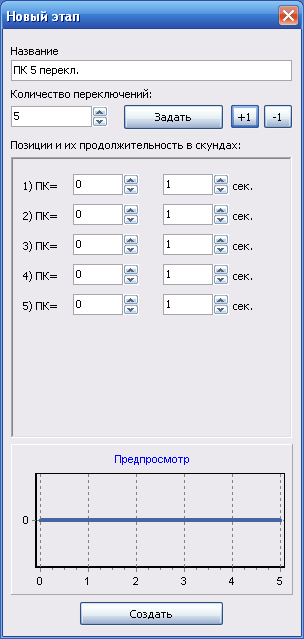 Новый этап
Название
ПК 5 перекл.
Количество переключений:
5 Задать +1 -1
Позиции и их продолжительность в скундах:
1) ПК= 0 1 сек.
2) ПК= 0 1 сек.
3) ПК= 0 1 сек.
4) ПК= 0 1 сек.
5) ПК= 0 1 сек.
Предпросмотр
0
0 1 2 3 4 5
Создать